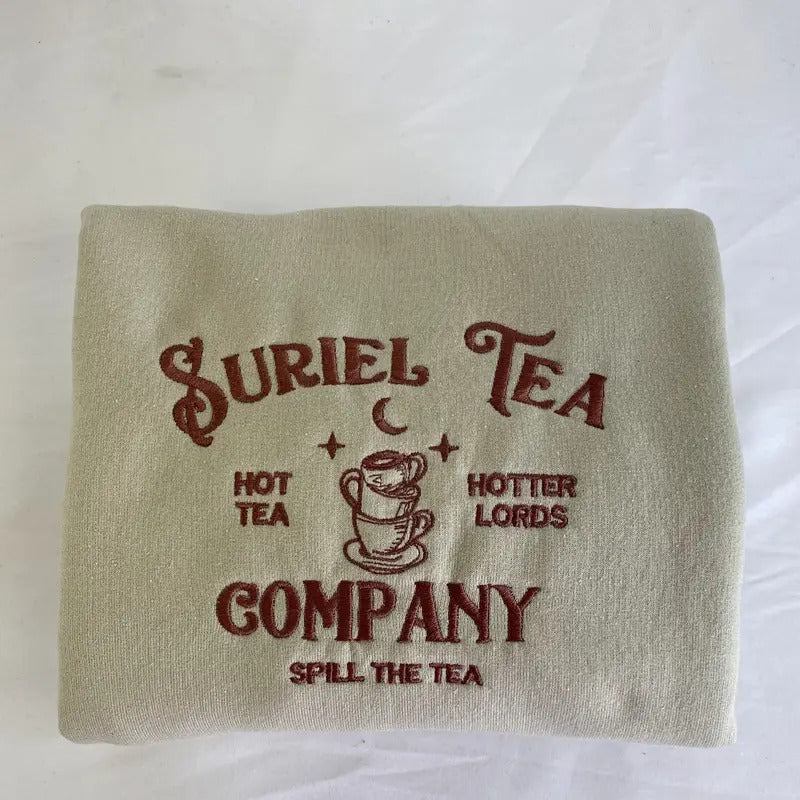 SURIEL TEA
HOT TEA
HOTTER LORDS
COMPANY
SPILL THE TEA